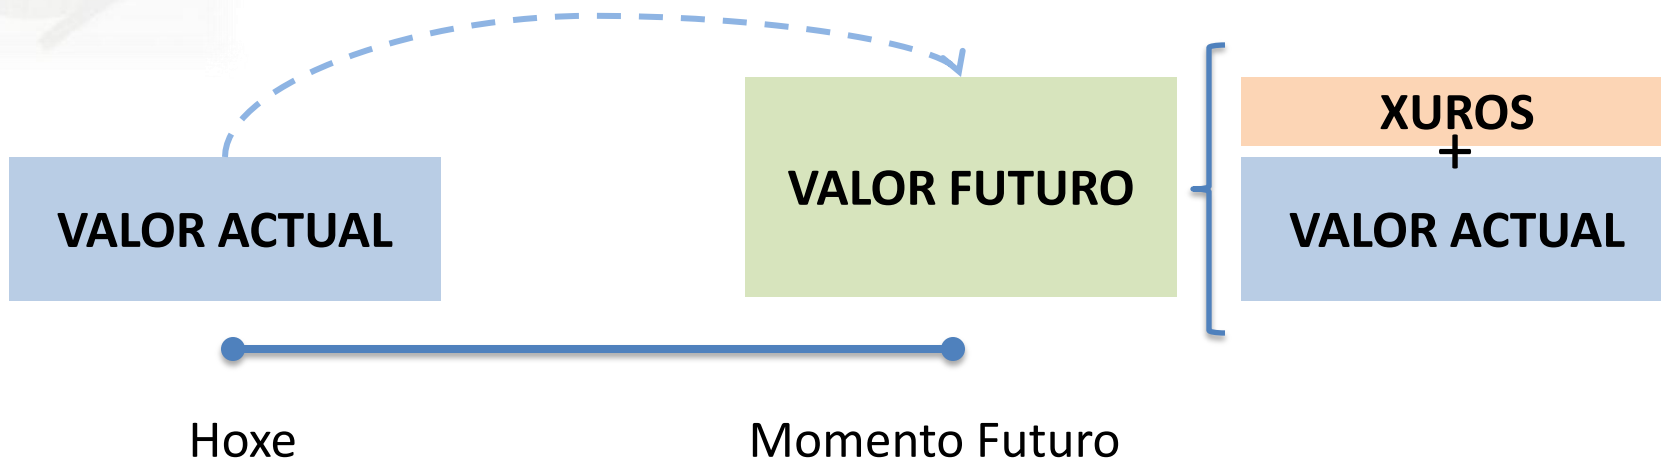 XUROS
+
VALOR ACTUAL
VALOR FUTURO
VALOR ACTUAL
Hoxe
Momento Futuro